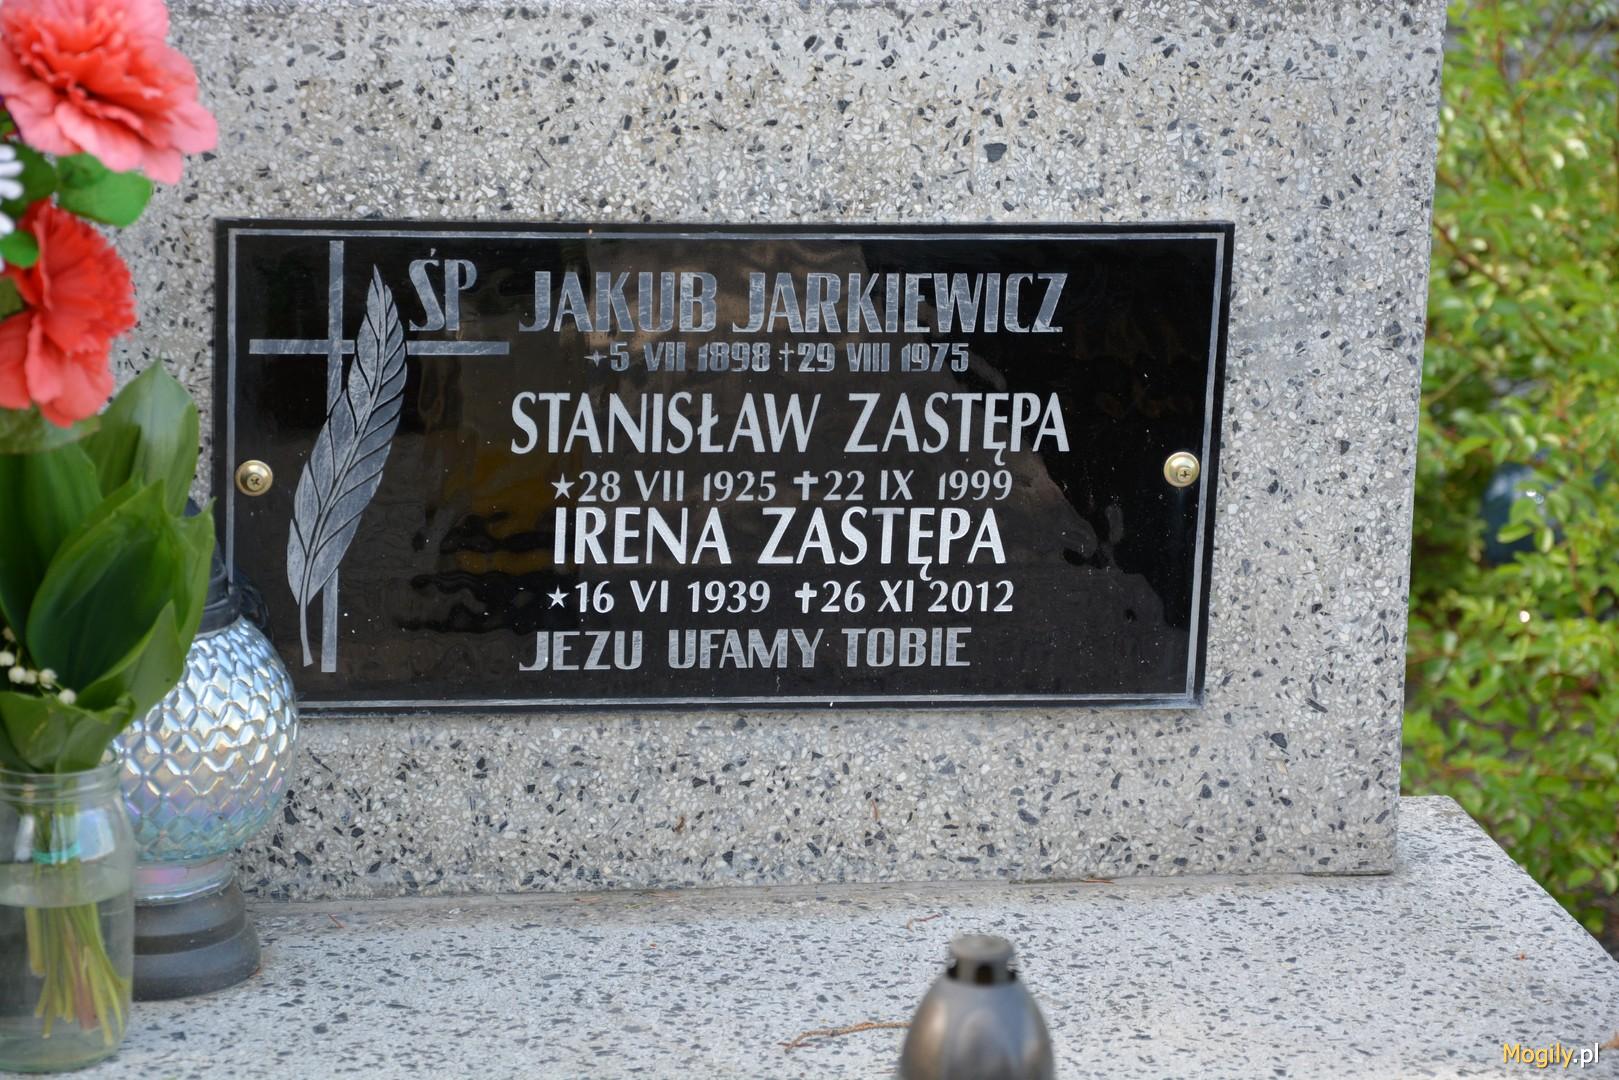 ŚP JAKUB JARKIEWICZ
★5 VII 1898 ✝29 VIII 1975
STANISŁAW ZASTĘPA
★28 VII 1925 ✝22 IX 1999
IRENA ZASTĘPA
★16 VI 1939 ✝26 XI 2012
JEZU UFAMY TOBIE
Mogily.pl